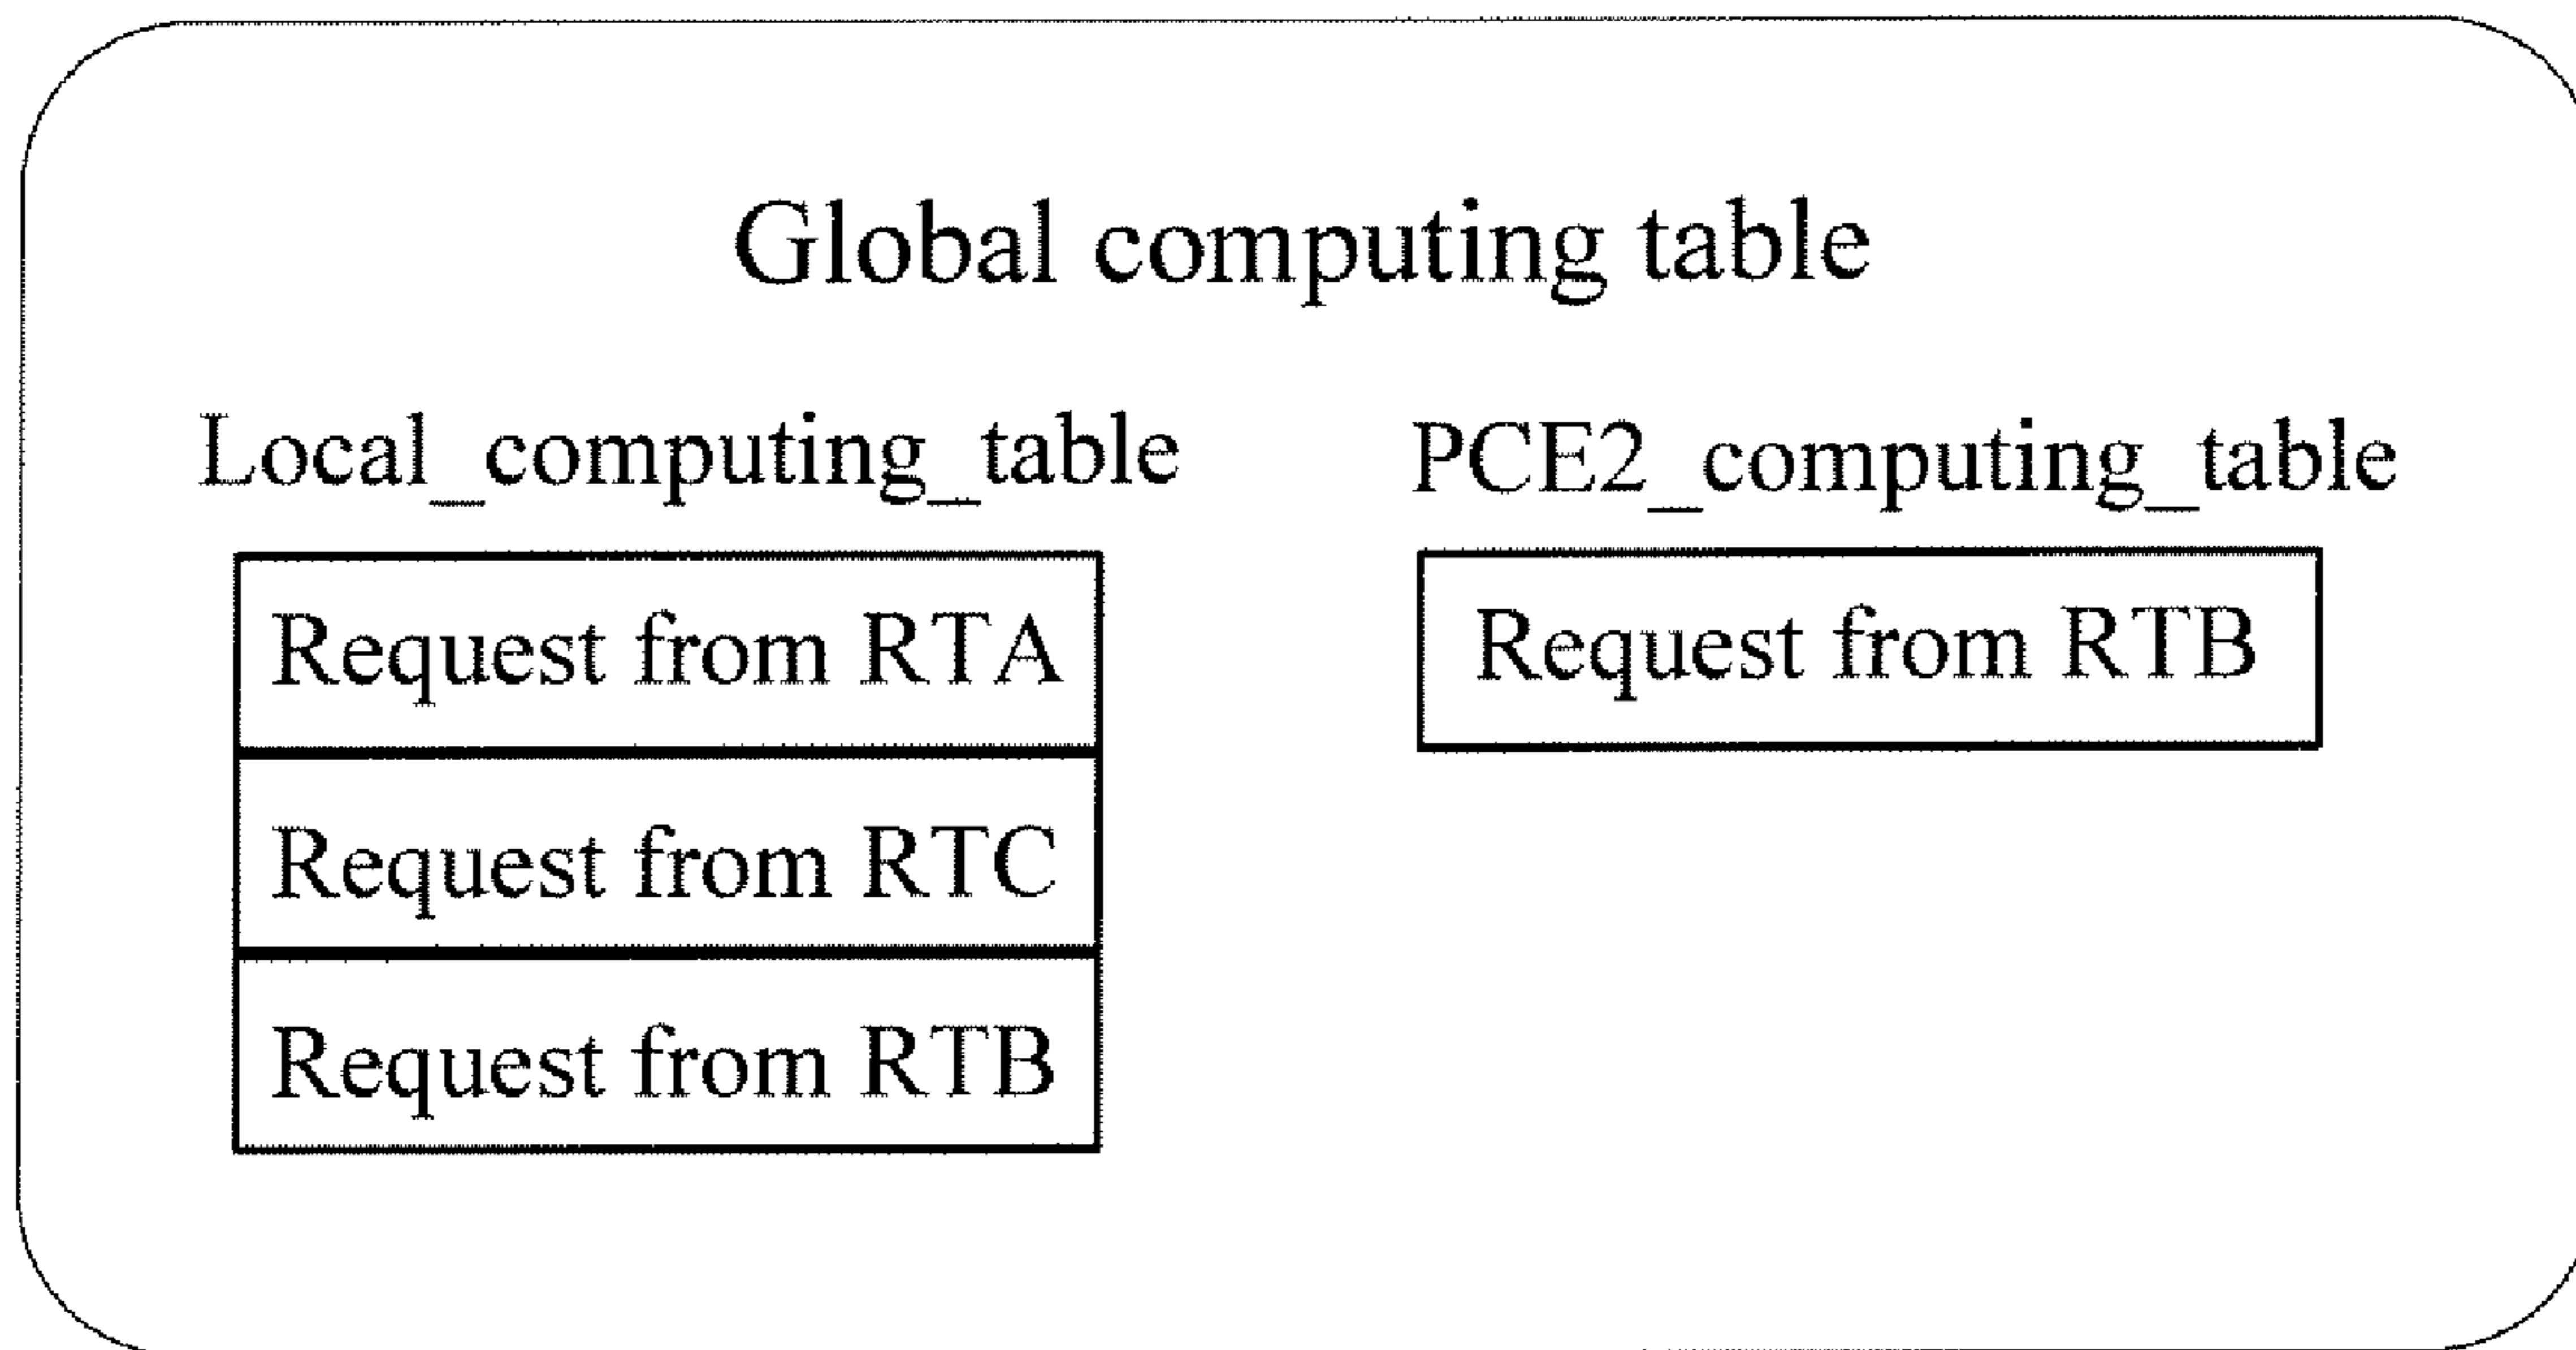 Global computing table
Local_computing_table
Request from RTA
Request from RTC
Request from RTB
PCE2_computing_table
Request from RTB